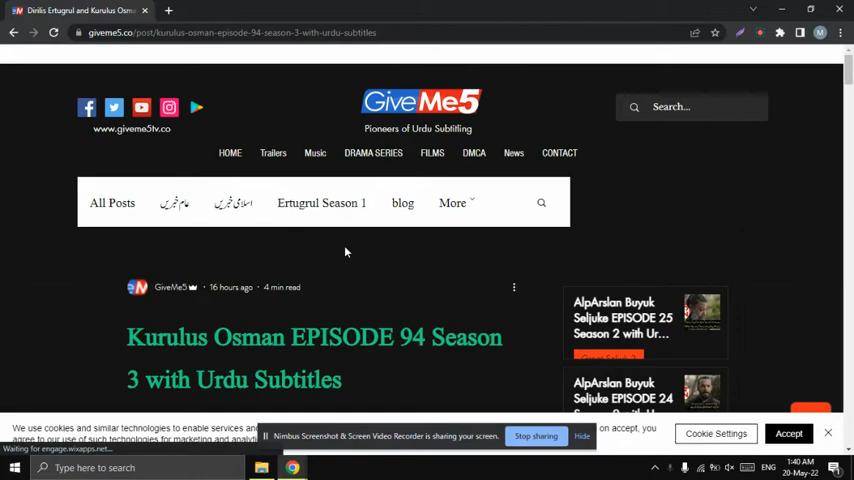 Dirilis Ertugrul and Kurulus Osman
giveme5.co/post/kurulus-osman-episode-94-season-3-with-urdu-subtitles
M
Give Me5
Search...
www.giveme5tv.co
Pioneers of Urdu Subtitling
HOME Trailers Music DRAMA SERIES FILMS DMCA News CONTACT
All Posts عام خبریں اسلامی خبریں Ertugrul Season 1 blog More
GiveMe5 • 16 hours ago • 4 min read
Kurulus Osman EPISODE 94 Season
3 with Urdu Subtitles
AlpArslan Buyuk
Seljuke EPISODE 25
Season 2 with Ur...
AlpArslan Buyuk
Seljuke EPISODE 24
We use cookies and similar technologies to enable services and
on accept, you
agree to our use of such technologies for marketing and
Cookie Settings
Accept
Nimbus Screenshot & Screen Video Recorder is sharing your screen.
Stop sharing
Hide
Waiting for engage.wixapps.net...
Type here to search
ENG
1:40 AM
20-May-22